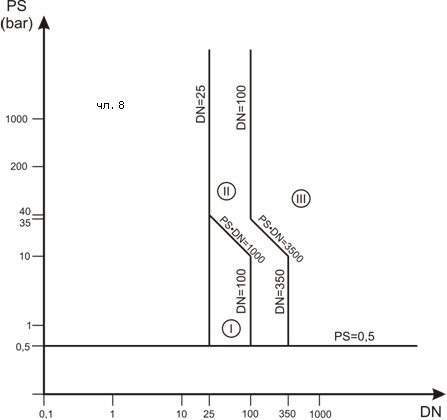 PS
(bar)
чл. 8
DN=25
DN=100
1000
200
II
III
40
35
PS•DN=1000
PS•DN=3500
10
DN=100
DN=350
1
I
PS=0,5
0,5
0,1
1
10
25
100
350
1000
DN